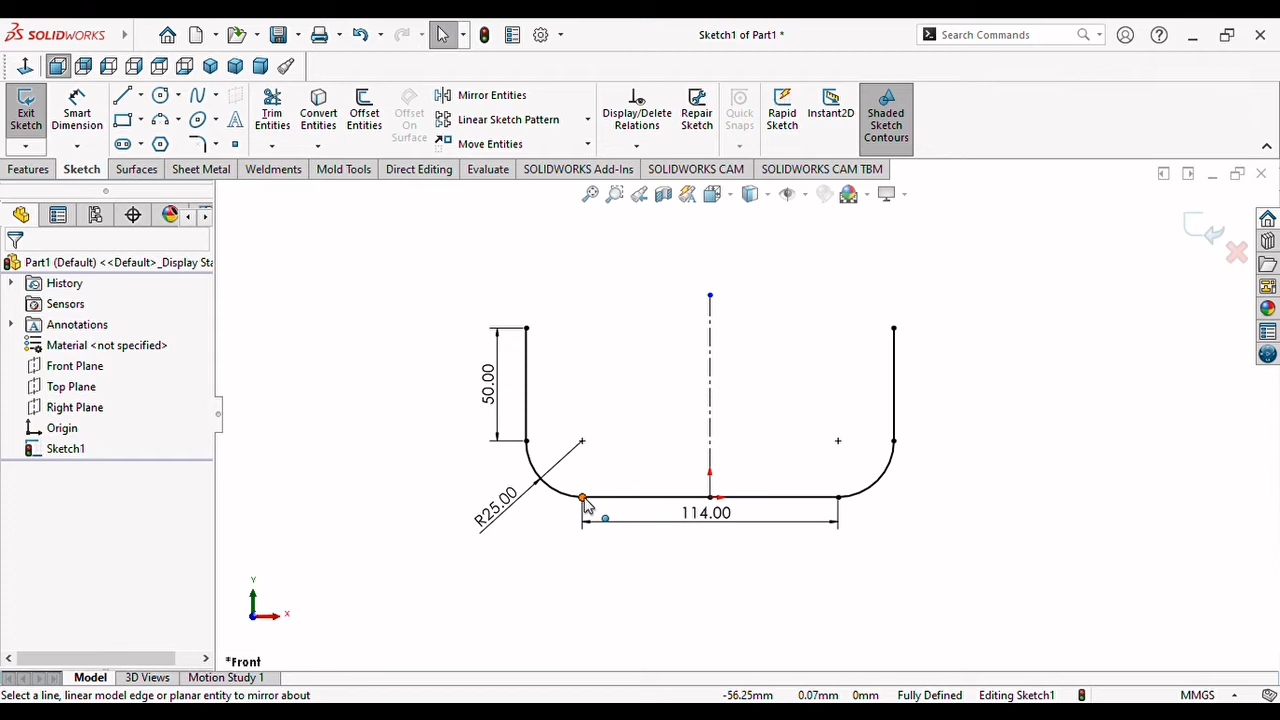 SOLIDWORKS
Sketch1 of Part1 *
Search Commands
Exit Sketch
Smart Dimension
Trim Entities
Convert Entities
Offset Entities
Offset On Surface
Mirror Entities
Linear Sketch Pattern
Move Entities
Display/Delete Relations
Repair Sketch
Quick Snaps
Rapid Sketch
Instant2D
Shaded Sketch Contours
Features
Sketch
Surfaces
Sheet Metal
Weldments
Mold Tools
Direct Editing
Evaluate
SOLIDWORKS Add-Ins
SOLIDWORKS CAM
SOLIDWORKS CAM TBM
Part1 (Default) <<Default>_Display Sta
History
Sensors
Annotations
Material <not specified>
Front Plane
Top Plane
Right Plane
Origin
Sketch1
50.00
R25.00
114.00
Y
X
*Front
Model
3D Views
Motion Study 1
Select a line, linear model edge or planar entity to mirror about
-56.25mm
0.07mm
0mm
Fully Defined
Editing Sketch1
MMGS